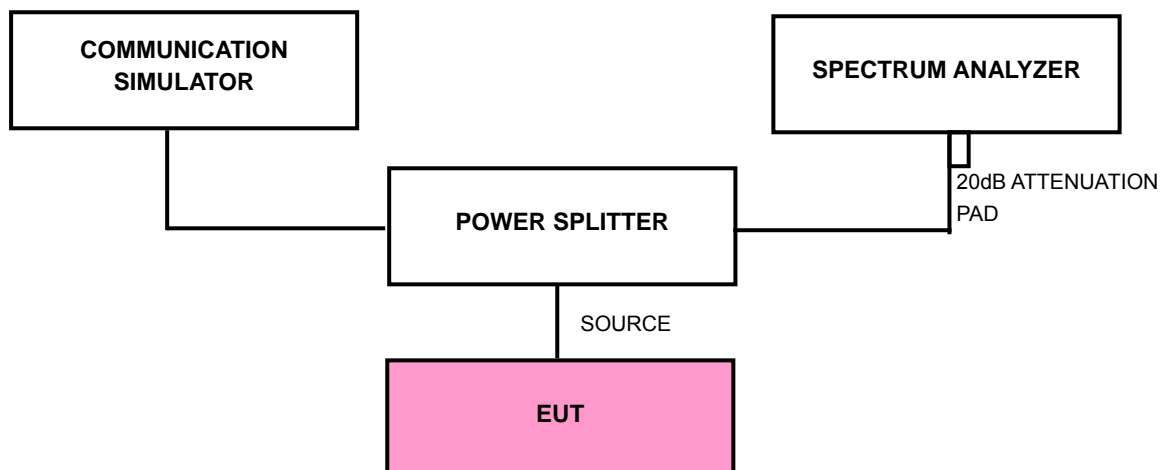 COMMUNICATION
SIMULATOR
SPECTRUM ANALYZER
20dB ATTENUATION
PAD
POWER SPLITTER
SOURCE
EUT